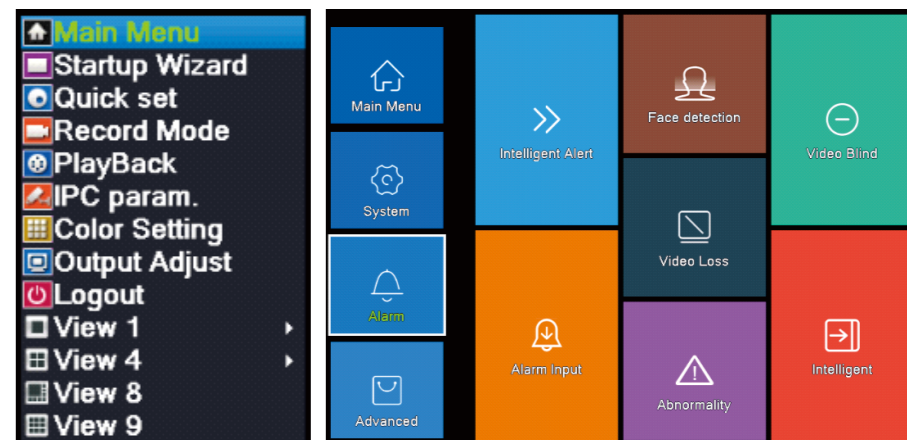 Main Menu
Startup Wizard
Quick set
Record Mode
PlayBack
IPC param.
Color Setting
Output Adjust
Logout
View 1
View 4
View 8
View 9
Main Menu
System
Alarm
Advanced
Intelligent Alert
Alarm Input
Face detection
Video Loss
Abnormality
Video Blind
Intelligent